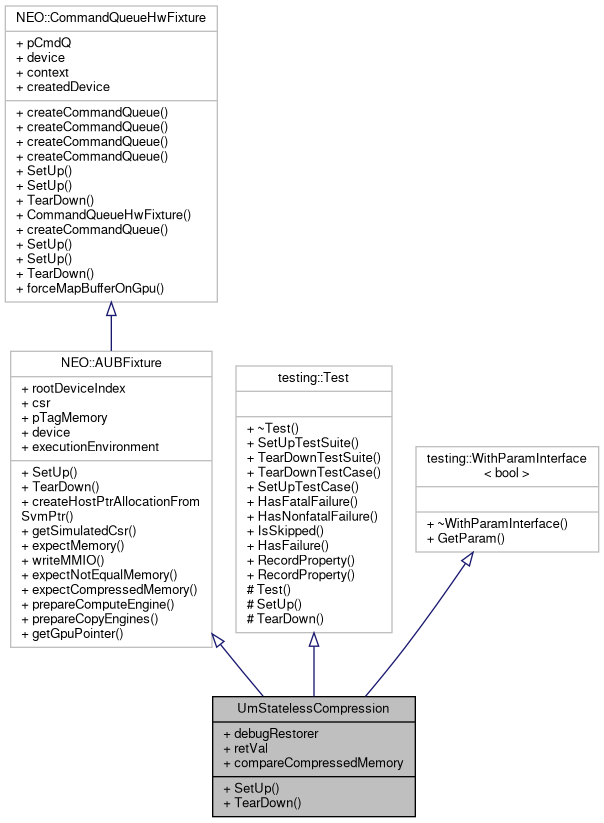 NEO::CommandQueueHwFixture
+ pCmdQ
+ device
+ context
+ createdDevice
+ createCommandQueue()
+ createCommandQueue()
+ createCommandQueue()
+ createCommandQueue()
+ SetUp()
+ SetUp()
+ TearDown()
+ CommandQueueHwFixture()
+ createCommandQueue()
+ SetUp()
+ SetUp()
+ TearDown()
+ forceMapBufferOnGpu()
NEO::AUBFixture
+ rootDeviceIndex
+ csr
+ pTagMemory
+ device
+ executionEnvironment
+ SetUp()
+ TearDown()
+ createHostPtrAllocationFrom
SvmPtr()
+ getSimulatedCsr()
+ expectMemory()
+ writeMMIO()
+ expectNotEqualMemory()
+ expectCompressedMemory()
+ prepareComputeEngine()
+ prepareCopyEngines()
+ getGpuPointer()
testing::Test
+ ~Test()
+ SetUpTestSuite()
+ TearDownTestSuite()
+ TearDownTestCase()
+ SetUpTestCase()
+ HasFatalFailure()
+ HasNonfatalFailure()
+ IsSkipped()
+ HasFailure()
+ RecordProperty()
+ RecordProperty()
# Test()
# SetUp()
# TearDown()
testing::WithParamInterface
< bool >
+ ~WithParamInterface()
+ GetParam()
UmStatelessCompression
+ debugRestorer
+ retVal
+ compareCompressedMemory
+ SetUp()
+ TearDown()